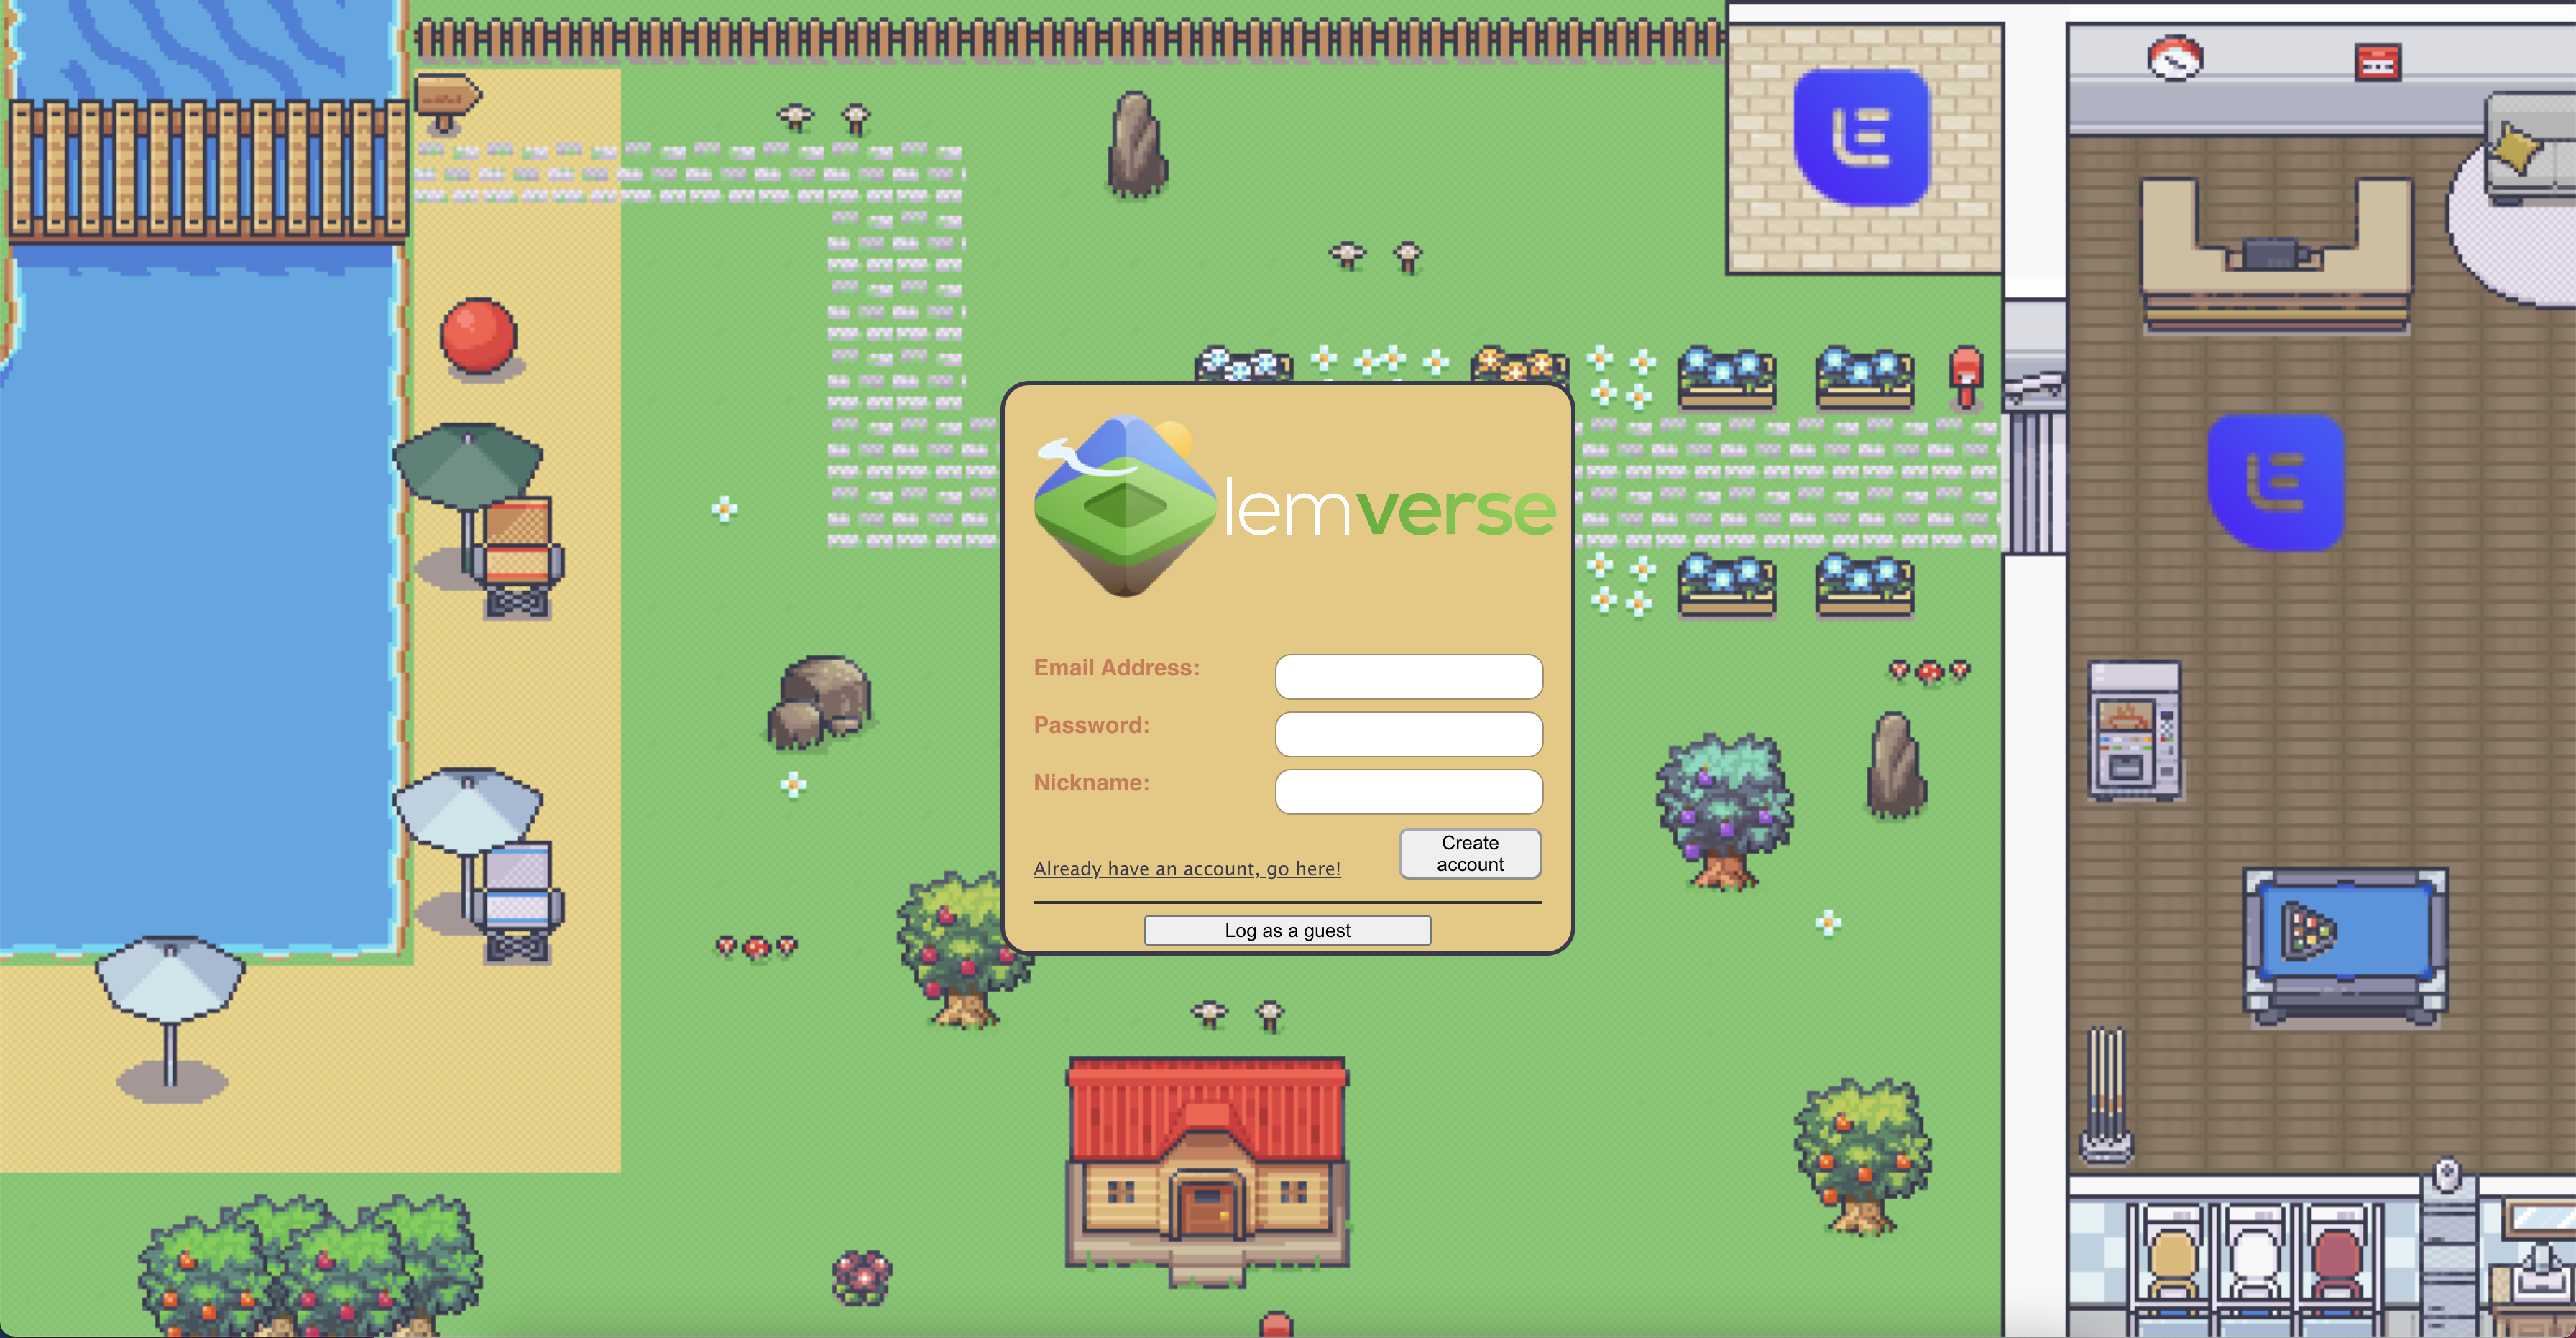 lemverse
Email Address:
Password:
Nickname:
Create
account
Already have an account, go here!
Log as a guest